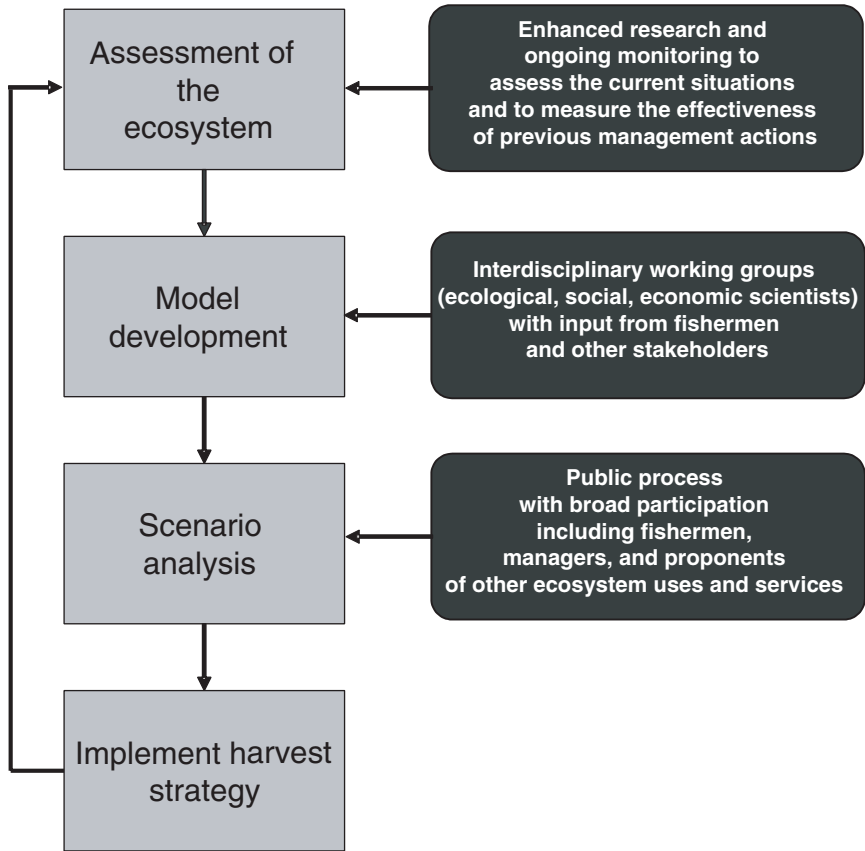 Assessment of
the
ecosystem
Enhanced research and
ongoing monitoring to
assess the current situations
and to measure the effectiveness
of previous management actions
Model
development
Interdisciplinary working groups
(ecological, social, economic scientists)
with input from fishermen
and other stakeholders
Scenario
analysis
Public process
with broad participation
including fishermen,
managers, and proponents
of other ecosystem uses and services
Implement harvest
strategy